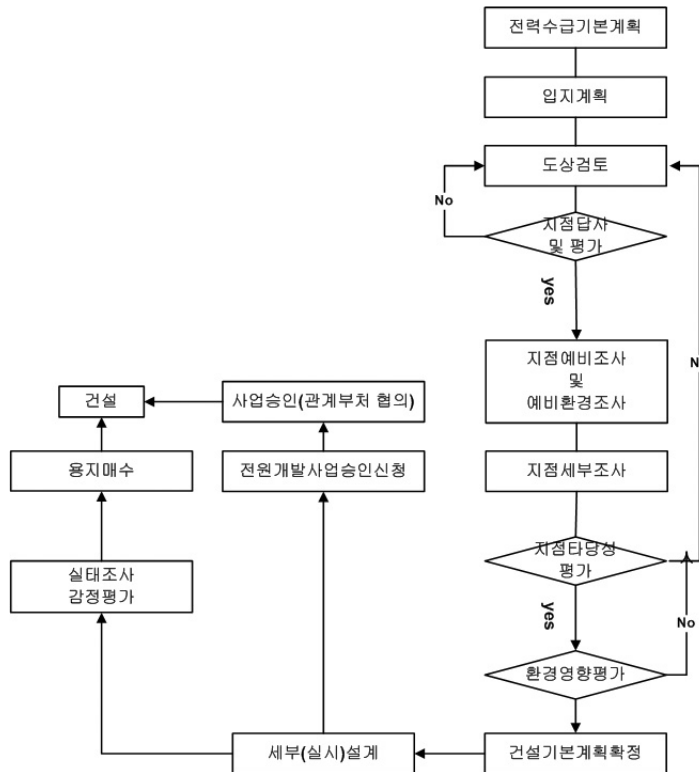 전력수급기본계획
입지계획
도상검토
No
지점답사
및 평가
yes
지점예비조사
및
예비환경조사
N
건설
사업승인(관계부처 협의)
용지매수
전원개발사업승인신청
지점세부조사
지점타당성
평가
실태조사
감정평가
yes
No
환경영향평가
세부(실시)설계
건설기본계획확정